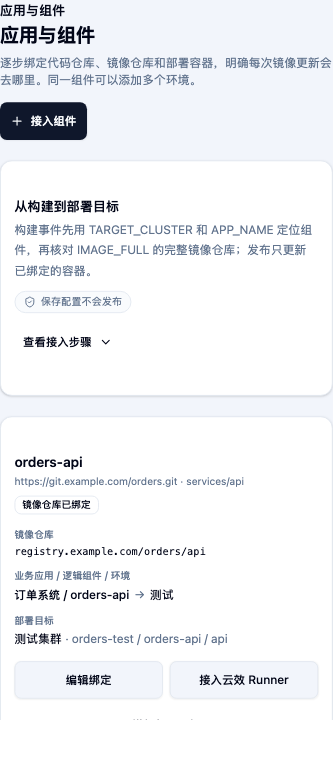 应用与组件
应用与组件
逐步绑定代码仓库、镜像仓库和部署容器，明确每次镜像更新会
去哪里。同一组件可以添加多个环境。
接入组件
从构建到部署目标
构建事件先用 TARGET_CLUSTER 和 APP_NAME 定位组
件，再核对 IMAGE_FULL 的完整镜像仓库；发布只更新
已绑定的容器。
保存配置不会发布
查看接入步骤
orders-api
https://git.example.com/orders.git · services/api
镜像仓库已绑定
镜像仓库
registry.example.com/orders/api
业务应用 / 逻辑组件 / 环境
订单系统 / orders-api → 测试
部署目标
测试集群 · orders-test / orders-api / api
编辑绑定
接入云效 Runner